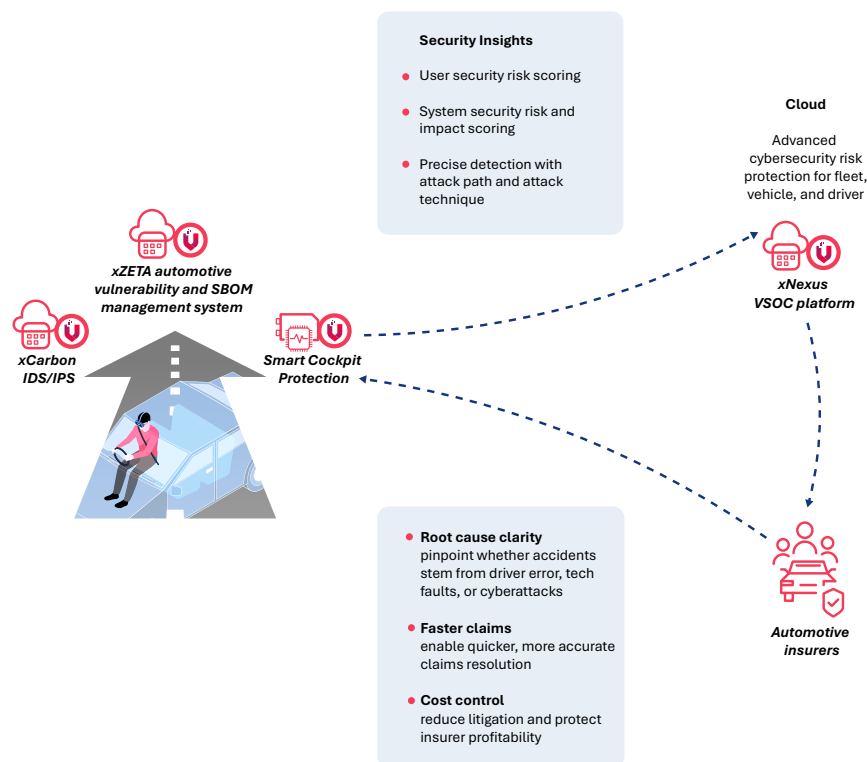 Security Insights
User security risk scoring
System security risk and
impact scoring
Precise detection with
attack path and attack
technique
Cloud
Advanced
cybersecurity risk
protection for fleet,
vehicle, and driver
xNexus
VSOC platform
xZETA automotive
vulnerability and SBOM
management system
xCarbon
IDS/IPS
Smart Cockpit
Protection
Root cause clarity
pinpoint whether accidents
stem from driver error, tech
faults, or cyberattacks
Faster claims
enable quicker, more accurate
claims resolution
Cost control
reduce litigation and protect
insurer profitability
Automotive
insurers